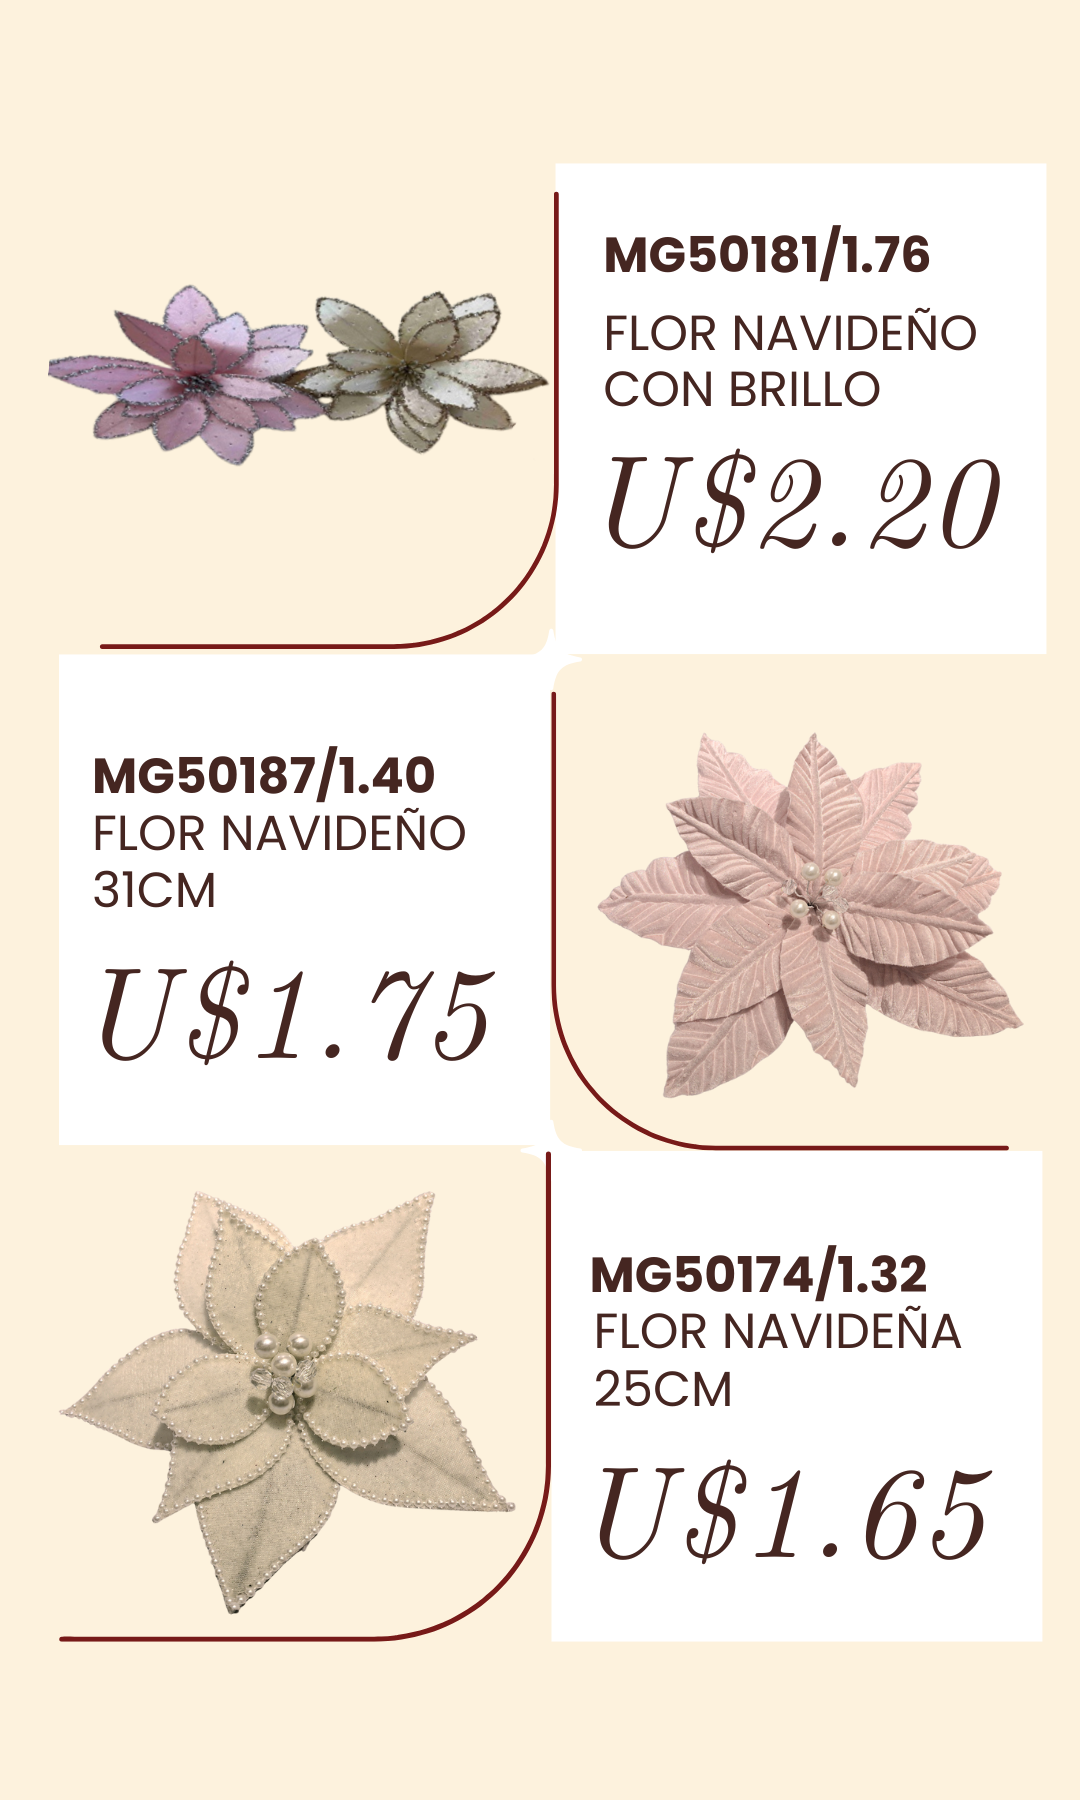 MG50181/1.76
FLOR NAVIDEÑO
CON BRILLO
U$2.20
MG50187/1.40
FLOR NAVIDEÑO
31CM
U$1.75
MG50174/1.32
FLOR NAVIDEÑA
25CM
U$1.65